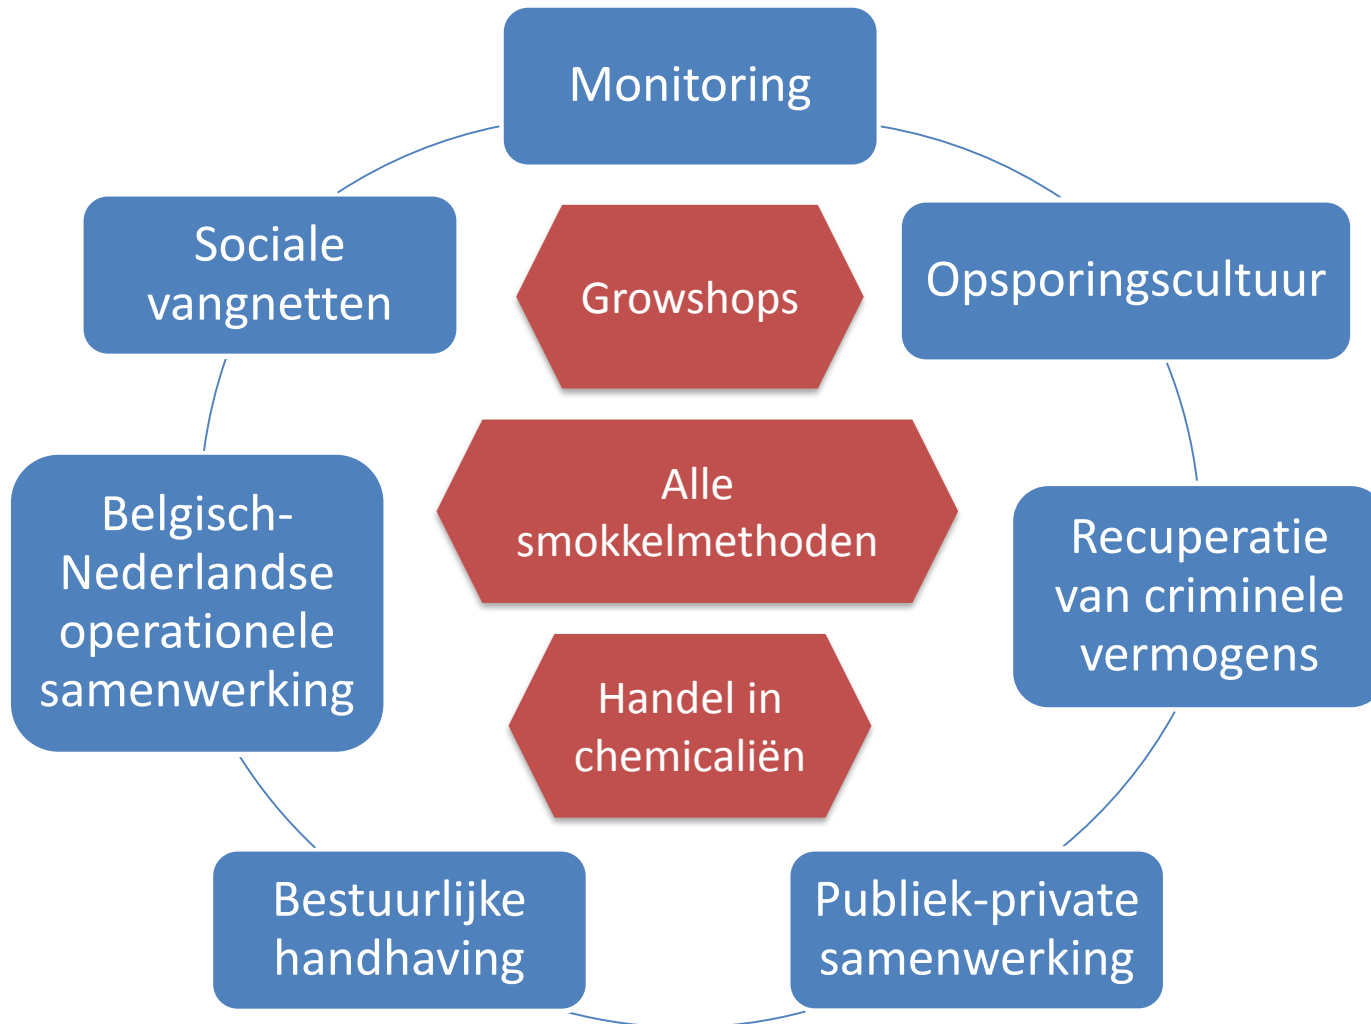 Monitoring
Sociale
vangnetten
Growshops
Opsporingscultuur
Alle
smokkelmethoden
Belgisch-
Nederlandse
operationele
samenwerking
Recuperatie
van criminele
vermogens
Handel in
chemicaliën
Bestuurlijke
handhaving
Publiek-private
samenwerking